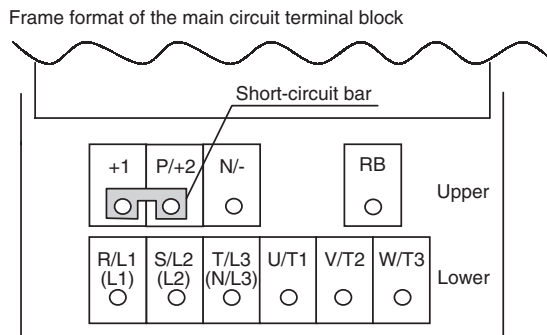 Frame format of the main circuit terminal block
Short-circuit bar
+1 P/+2 N/- RB
Upper
R/L1 S/L2 T/L3 U/T1 V/T2 W/T3
(L1) (L2) (N/L3)
Lower